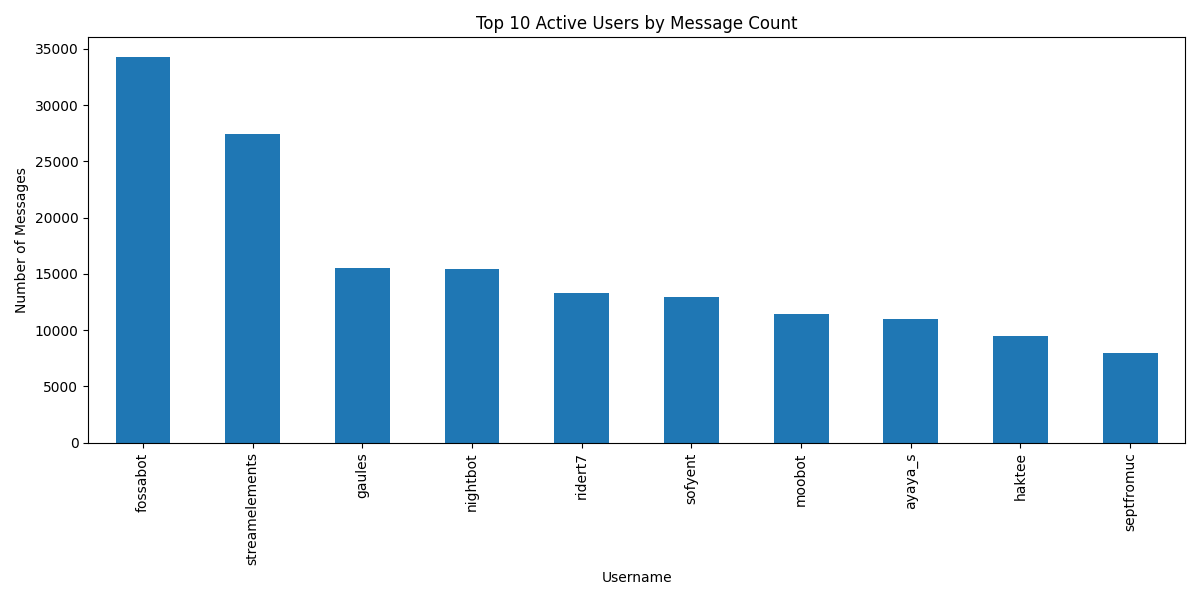 Top 10 Active Users by Message Count
Number of Messages
35000
30000
25000
20000
15000
10000
5000
0
fossabot
streamelements
gaules
nightbot
ridert7
sofyent
moobot
ayaya_s
haktee
septfromuc
Username